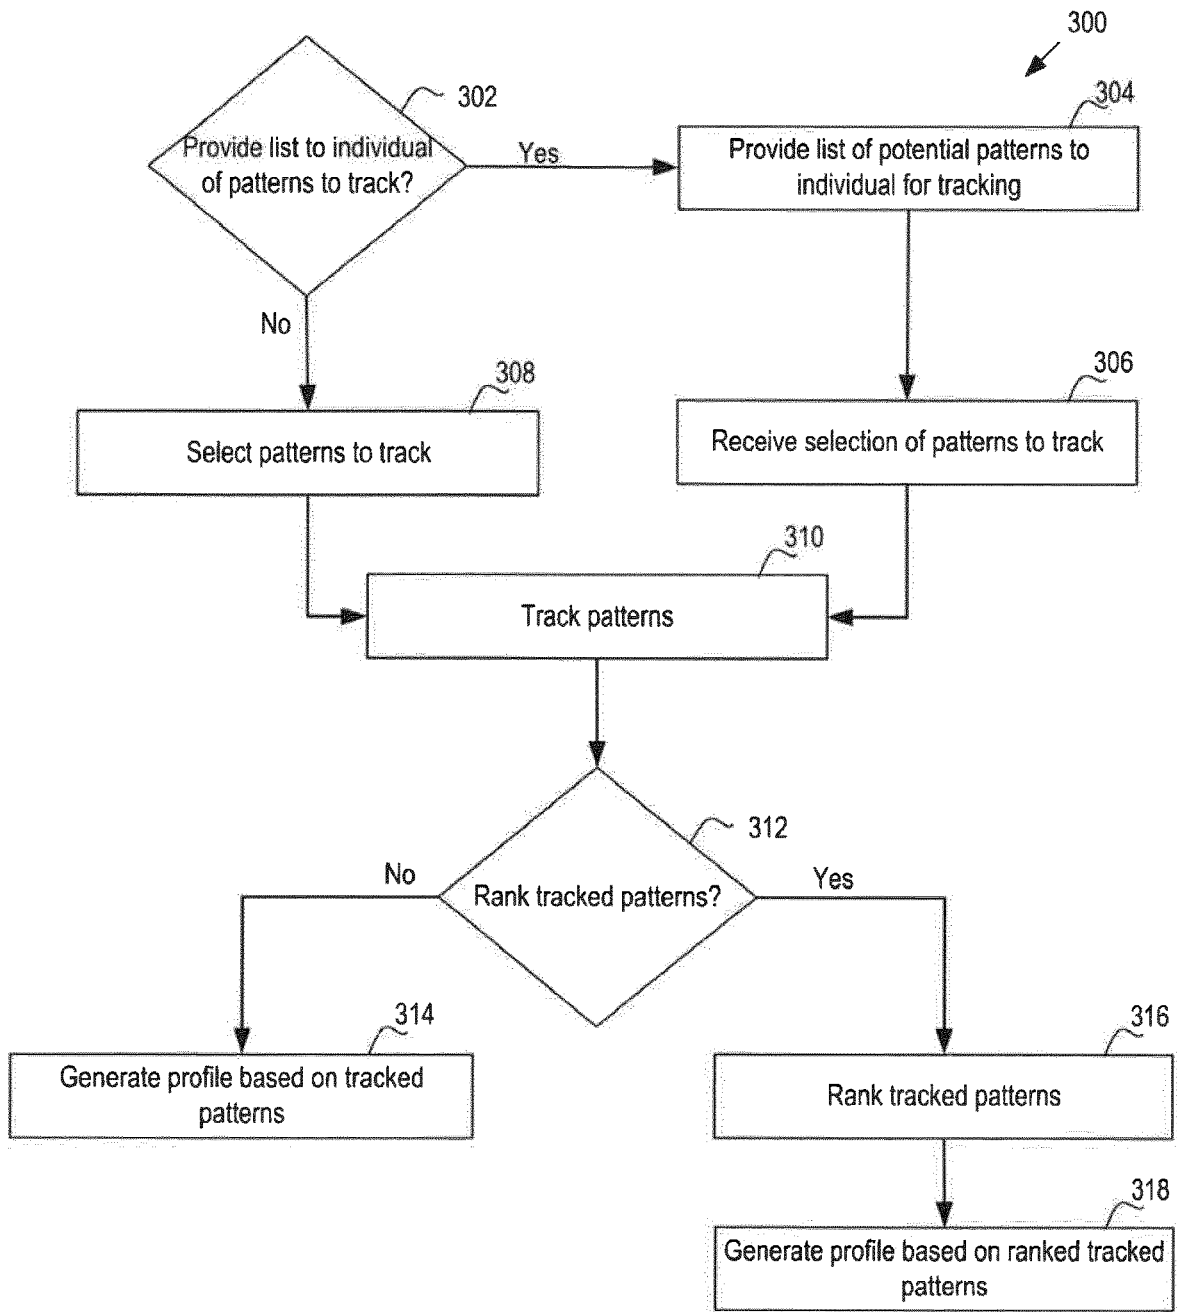 300
302
304
Provide list to individual
of patterns to track?
Yes
Provide list of potential patterns to
individual for tracking
No
308
306
Select patterns to track
Receive selection of patterns to track
310
Track patterns
312
No
Yes
Rank tracked patterns?
314
316
Generate profile based on tracked
patterns
Rank tracked patterns
318
Generate profile based on ranked tracked
patterns